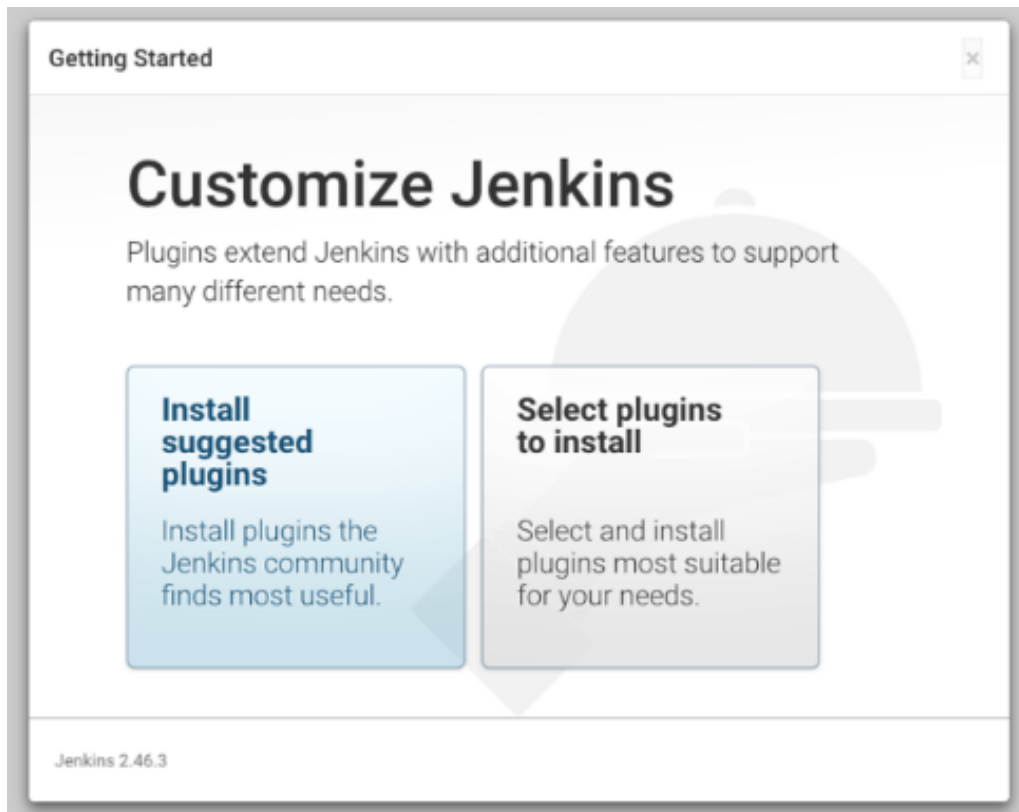 Getting Started
×
Customize Jenkins
Plugins extend Jenkins with additional features to support
many different needs.
Install
suggested
plugins
Install plugins the
Jenkins community
finds most useful.
Select plugins
to install
Select and install
plugins most suitable
for your needs.
Jenkins 2.46.3